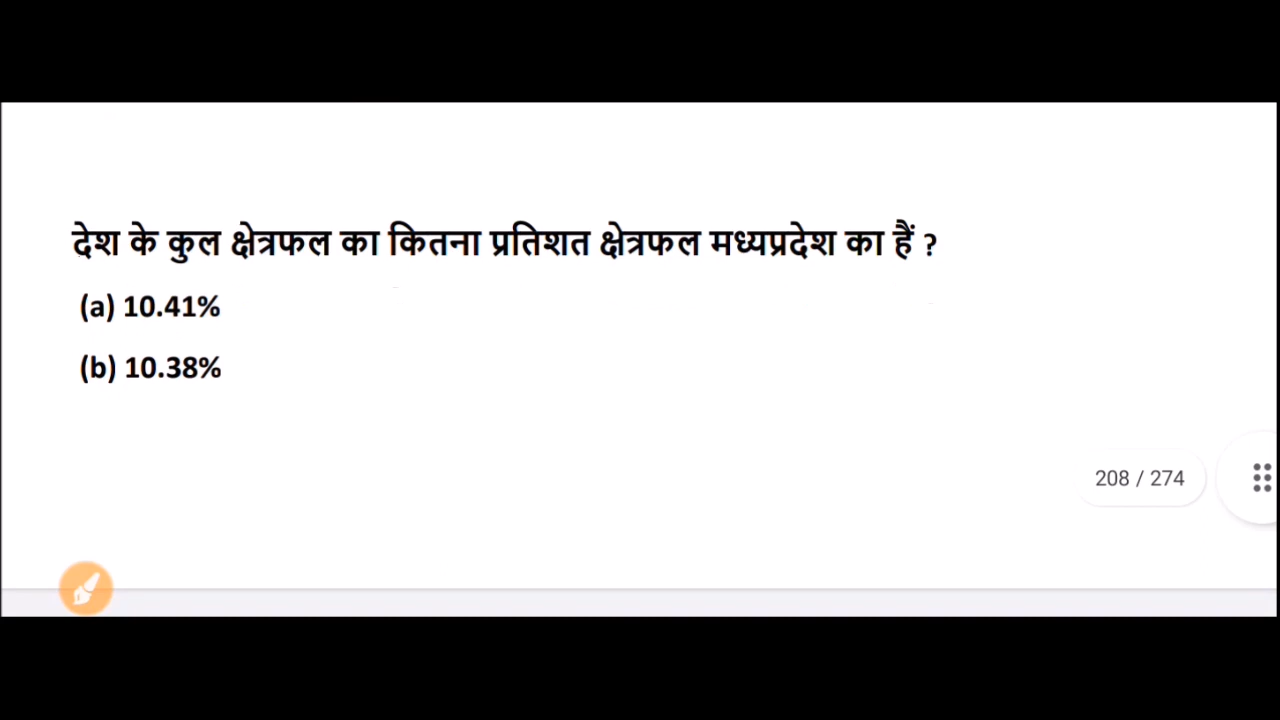 देश के कुल क्षेत्रफल का कितना प्रतिशत क्षेत्रफल मध्यप्रदेश का हैं ?
(a) 10.41%
(b) 10.38%
208 / 274